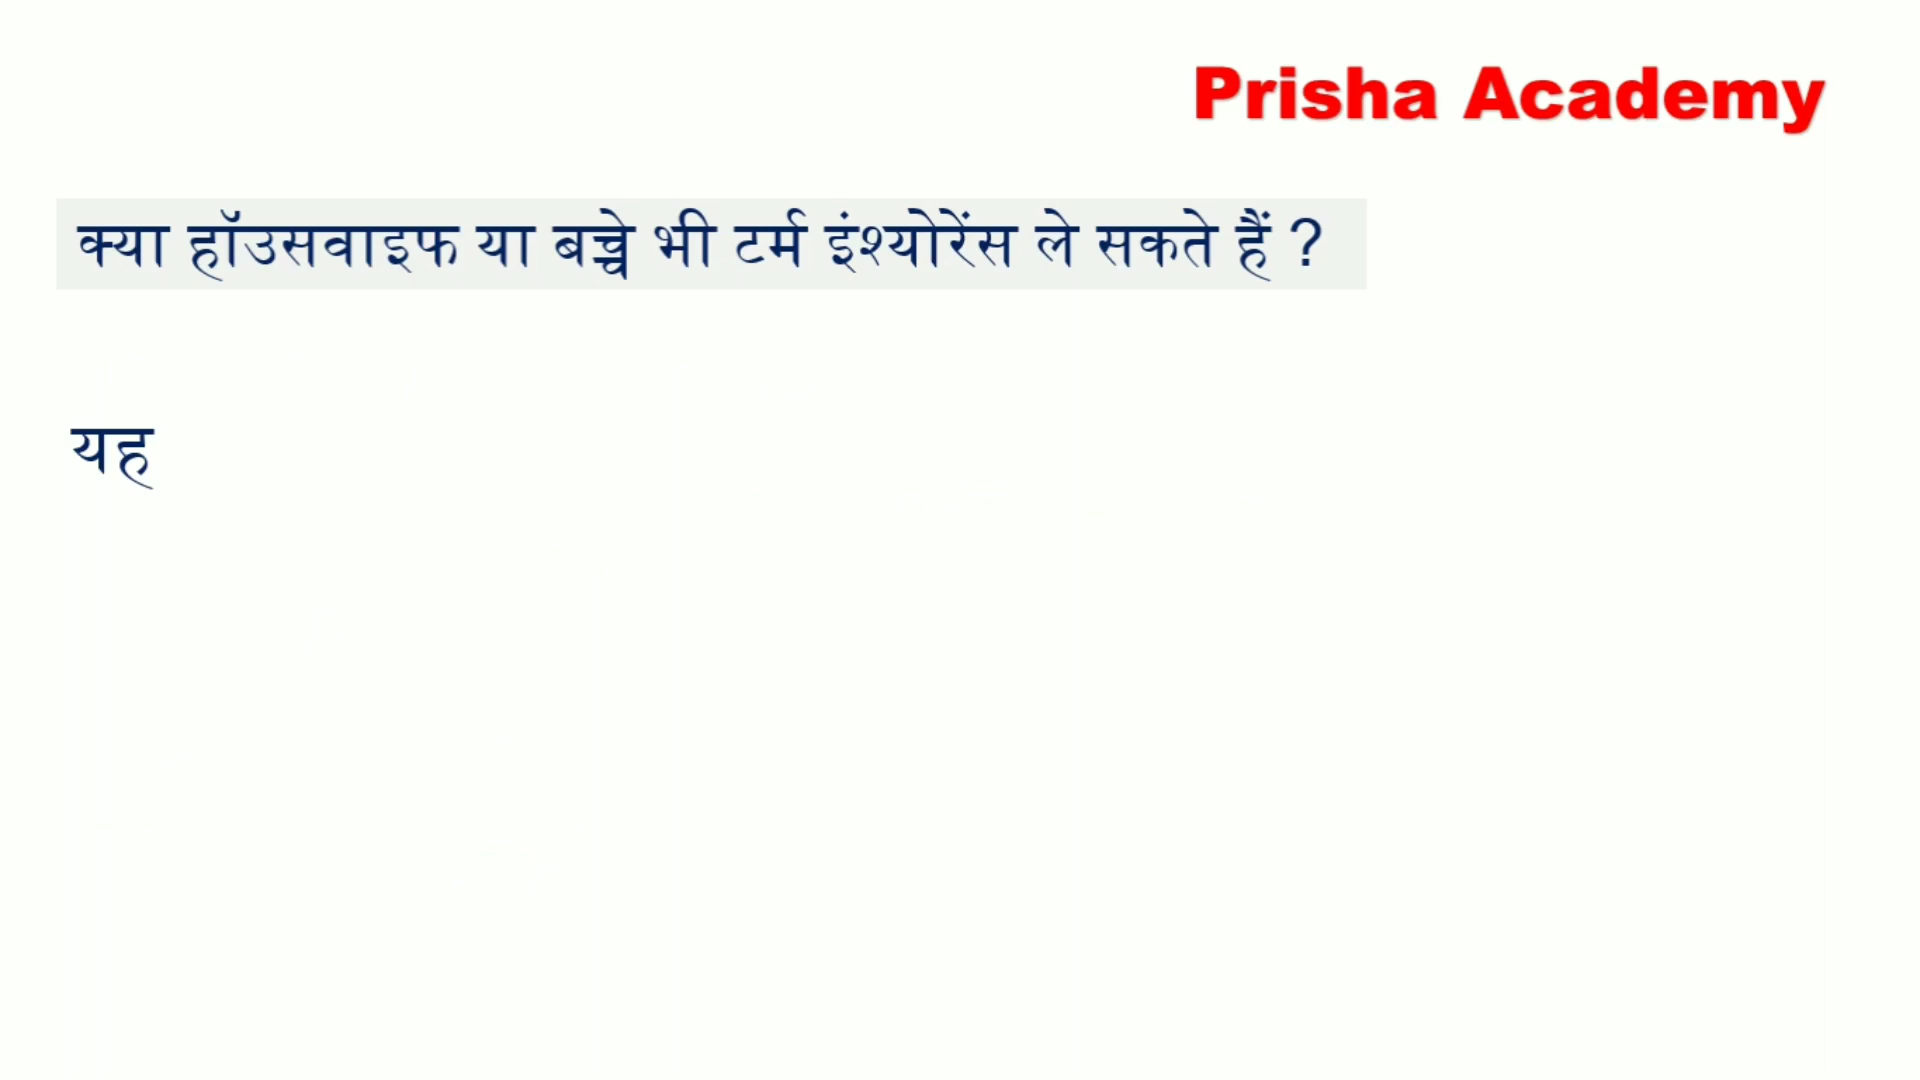 Prisha Academy
क्या हॉउसवाइफ या बच्चे भी टर्म इंश्योरेंस ले सकते हैं ?
यह